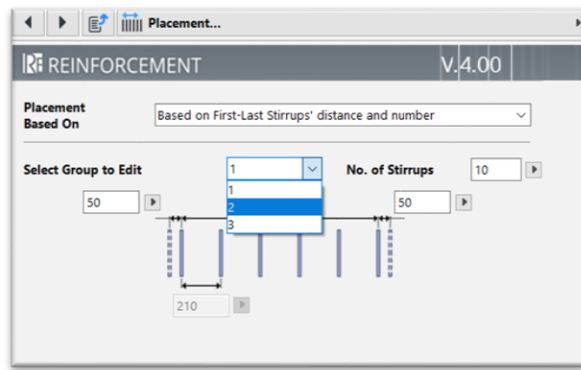 Placement...
REINFORCEMENT V.4.00
Placement
Based On
Based on First-Last Stirrups' distance and number
Select Group to Edit 1 No. of Stirrups 10
1
50 2 50
3
210